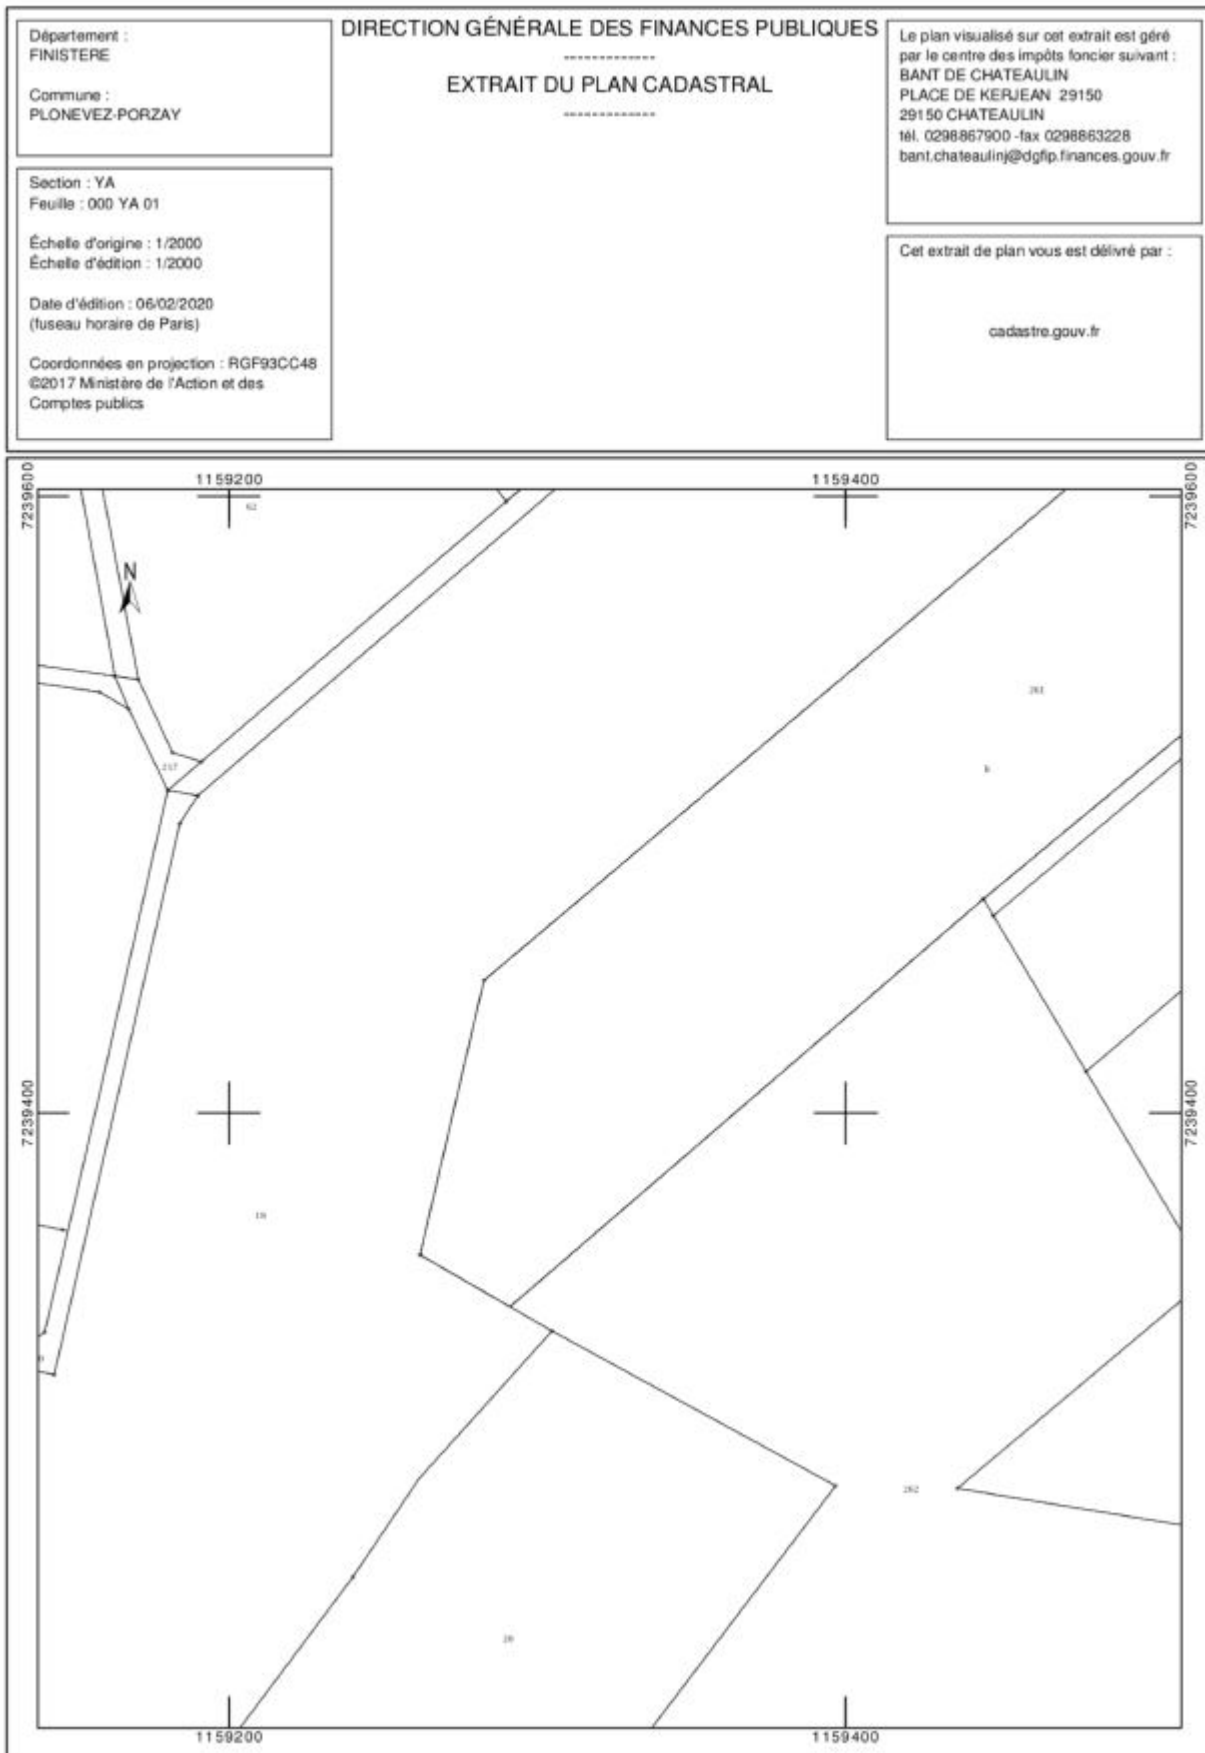 Département :
FINISTERE
Commune :
PLONEVEZ-PORZAY
Section : YA
Feuille : 000 YA 01
Échelle d'origine : 1/2000
Échelle d'édition : 1/2000
Date d'édition : 06/02/2020
(fuseau horaire de Paris)
Coordonnées en projection : RGF93CC48
©2017 Ministère de l'Action et des
Comptes publics
DIRECTION GÉNÉRALE DES FINANCES PUBLIQUES
-------------
EXTRAIT DU PLAN CADASTRAL
-------------
Le plan visualisé sur cet extrait est géré
par le centre des impôts foncier suivant :
BANT DE CHATEAULIN
PLACE DE KERJEAN 29150
29150 CHATEAULIN
tél. 0298867900 -fax 0298863228
bant.chateaulin@dgfip.finances.gouv.fr
Cet extrait de plan vous est délivré par :
cadastre.gouv.fr
1159200
1159400
7239600
7239600
62
N
217
b
7239400
7239400
262
20
1159200
1159400